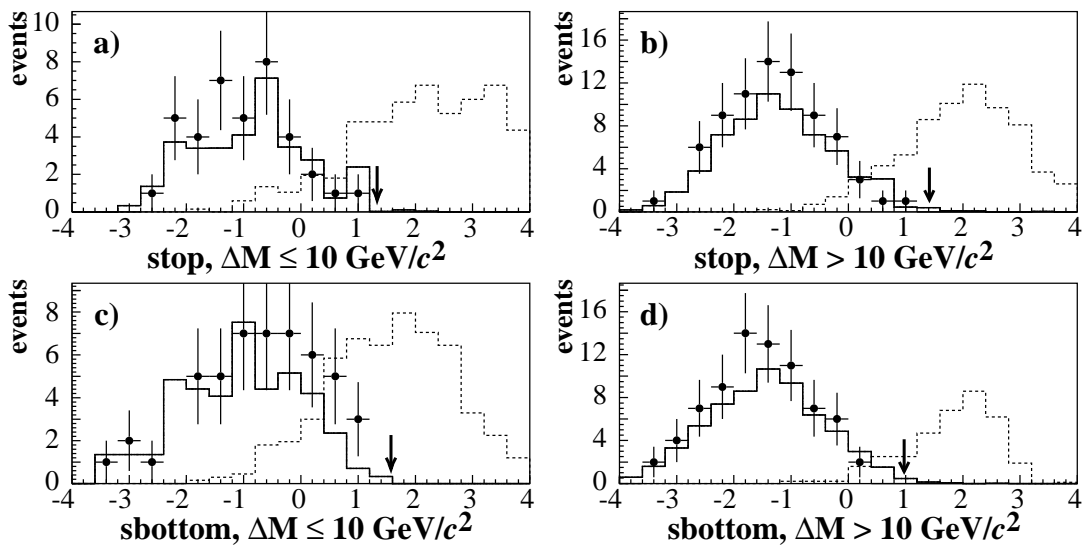 events
a)
10
8
6
4
2
0
-4 -3 -2 -1 0 1 2 3 4
stop, ΔM ≤ 10 GeV/c²
events
b)
16
12
8
4
0
-4 -3 -2 -1 0 1 2 3 4
stop, ΔM > 10 GeV/c²
events
c)
8
6
4
2
0
-4 -3 -2 -1 0 1 2 3 4
sbottom, ΔM ≤ 10 GeV/c²
events
d)
16
12
8
4
0
-4 -3 -2 -1 0 1 2 3 4
sbottom, ΔM > 10 GeV/c²